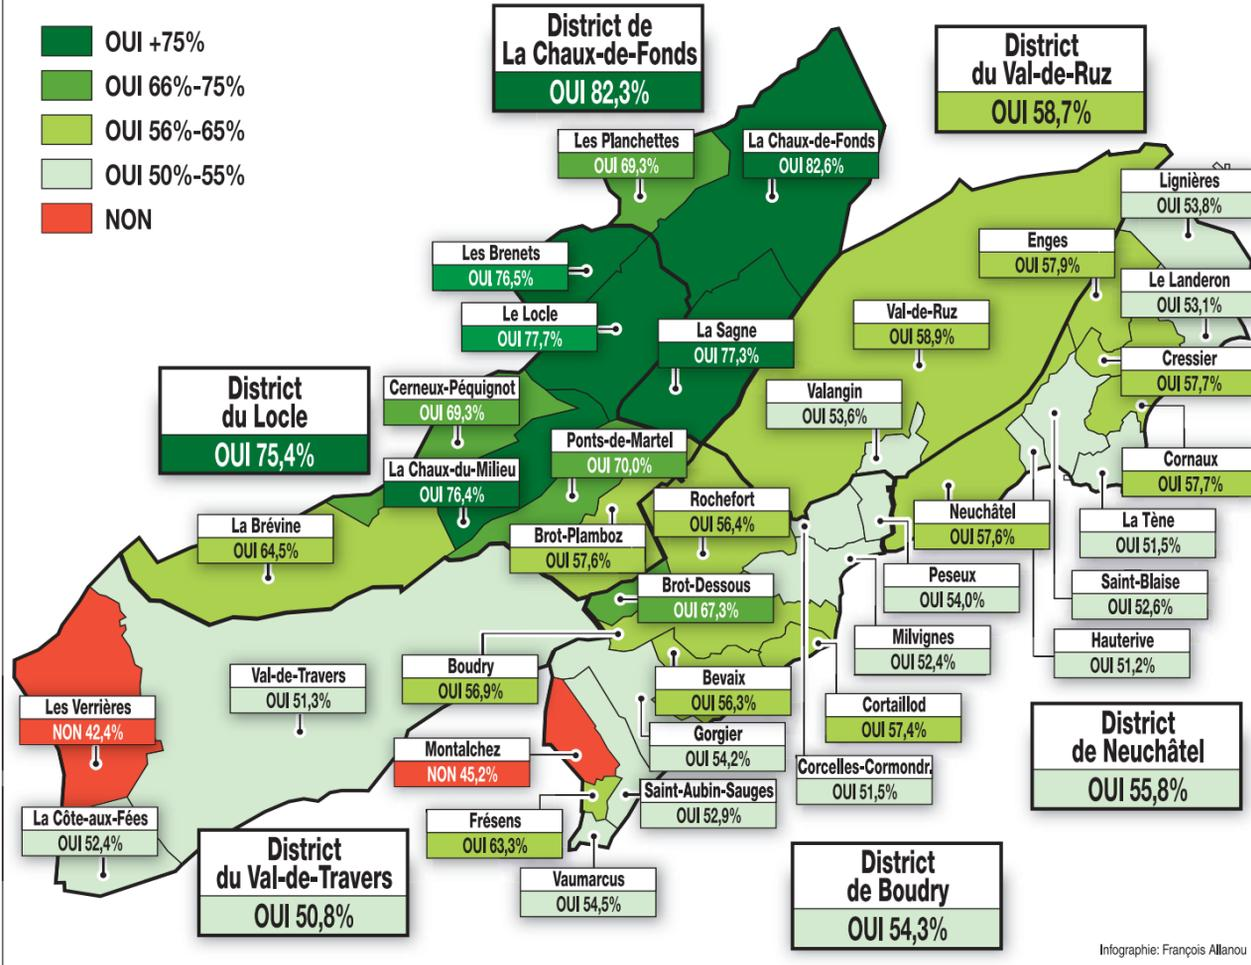 OUI +75%
OUI 66%-75%
OUI 56%-65%
OUI 50%-55%
NON
District de
La Chaux-de-Fonds
OUI 82,3%
District
du Val-de-Ruz
OUI 58,7%
Les Planchettes
OUI 69,3%
La Chaux-de-Fonds
OUI 82,6%
Lignières
OUI 53,8%
Enges
OUI 57,9%
Les Brenets
OUI 76,5%
Le Landeron
OUI 53,1%
Le Locle
OUI 77,7%
Val-de-Ruz
OUI 58,9%
La Sagne
OUI 77,3%
Cressier
OUI 57,7%
District
du Locle
OUI 75,4%
Cerneux-Péquignot
OUI 69,3%
Valangin
OUI 53,6%
Ponts-de-Martel
OUI 70,0%
La Chaux-du-Milieu
OUI 76,4%
Cornaux
OUI 57,7%
Rochefort
OUI 56,4%
Neuchâtel
OUI 57,6%
La Tène
OUI 51,5%
La Brévine
OUI 64,5%
Brot-Plamboz
OUI 57,6%
Peseux
OUI 54,0%
Saint-Blaise
OUI 52,6%
Brot-Dessous
OUI 67,3%
Milvignes
OUI 52,4%
Hauterive
OUI 51,2%
Boudry
OUI 56,9%
Val-de-Travers
OUI 51,3%
Bevaix
OUI 56,3%
Cortaillod
OUI 57,4%
Les Verrières
NON 42,4%
Gorgier
OUI 54,2%
District
de Neuchâtel
OUI 55,8%
Montalchez
NON 45,2%
Corcelles-Cormondr.
OUI 51,5%
Saint-Aubin-Sauges
OUI 52,9%
La Côte-aux-Fées
OUI 52,4%
Frésens
OUI 63,3%
District
du Val-de-Travers
OUI 50,8%
District
de Boudry
OUI 54,3%
Vaumarcus
OUI 54,5%
Infographie: François Allanou